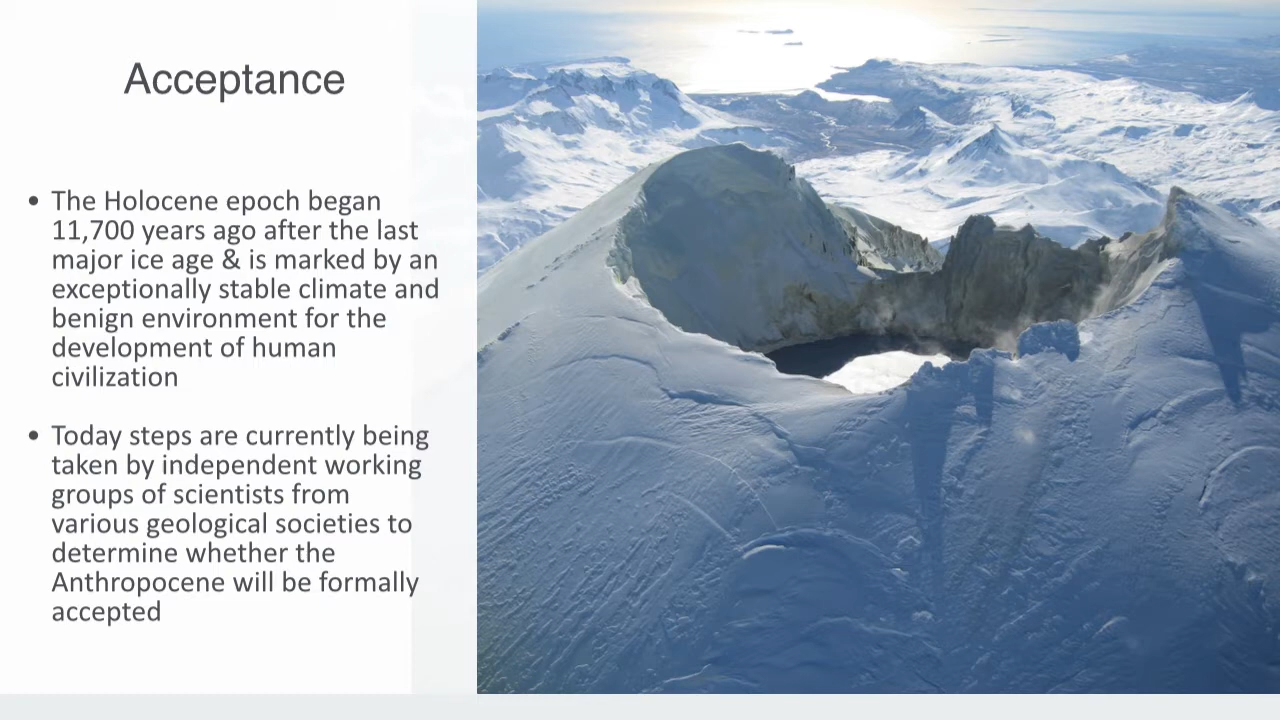 Acceptance
• The Holocene epoch began
11,700 years ago after the last
major ice age & is marked by an
exceptionally stable climate and
benign environment for the
development of human
civilization
• Today steps are currently being
taken by independent working
groups of scientists from
various geological societies to
determine whether the
Anthropocene will be formally
accepted